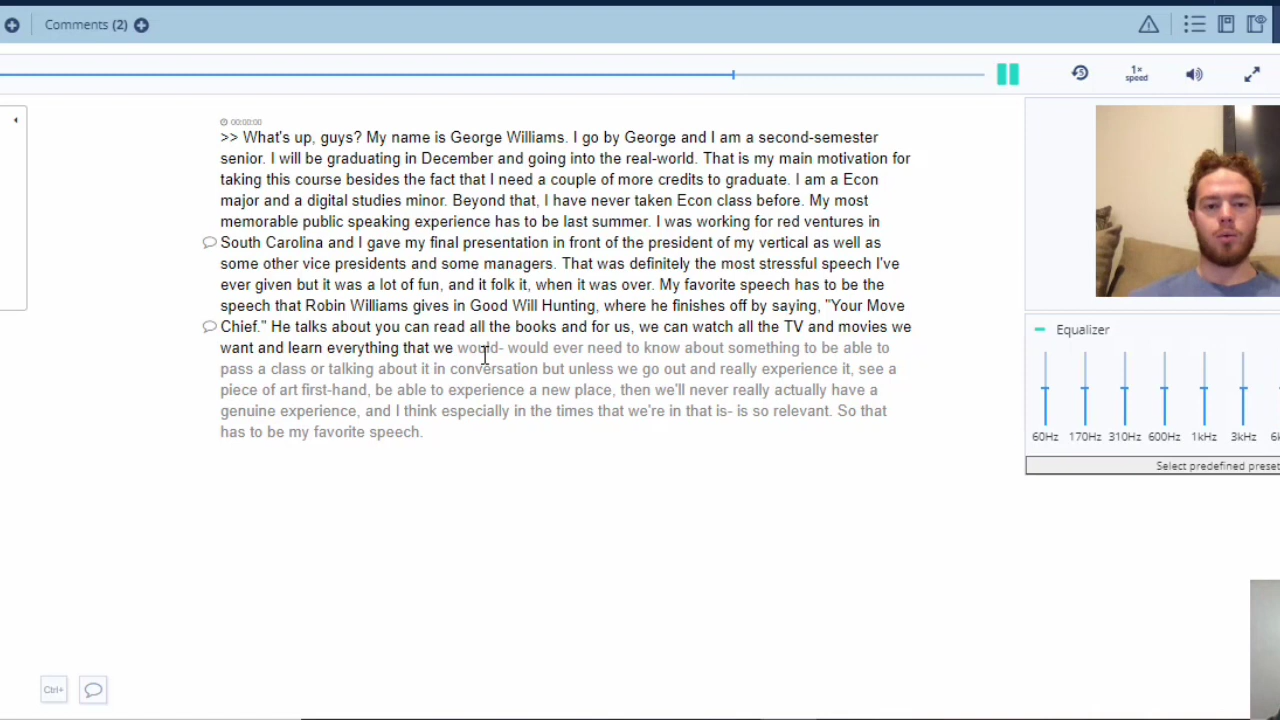 Comments (2)
1×
speed
00:00:00
>> What's up, guys? My name is George Williams. I go by George and I am a second-semester
senior. I will be graduating in December and going into the real-world. That is my main motivation for
taking this course besides the fact that I need a couple of more credits to graduate. I am a Econ
major and a digital studies minor. Beyond that, I have never taken Econ class before. My most
memorable public speaking experience has to be last summer. I was working for red ventures in
South Carolina and I gave my final presentation in front of the president of my vertical as well as
some other vice presidents and some managers. That was definitely the most stressful speech I've
ever given but it was a lot of fun, and it folk it, when it was over. My favorite speech has to be the
speech that Robin Williams gives in Good Will Hunting, where he finishes off by saying, "Your Move
Chief." He talks about you can read all the books and for us, we can watch all the TV and movies we
want and learn everything that we would- would ever need to know about something to be able to
pass a class or talking about it in conversation but unless we go out and really experience it, see a
piece of art first-hand, be able to experience a new place, then we'll never really actually have a
genuine experience, and I think especially in the times that we're in that is- is so relevant. So that
has to be my favorite speech.
Equalizer
60Hz 170Hz 310Hz 600Hz 1kHz 3kHz 6k
Select predefined preset
Ctrl+